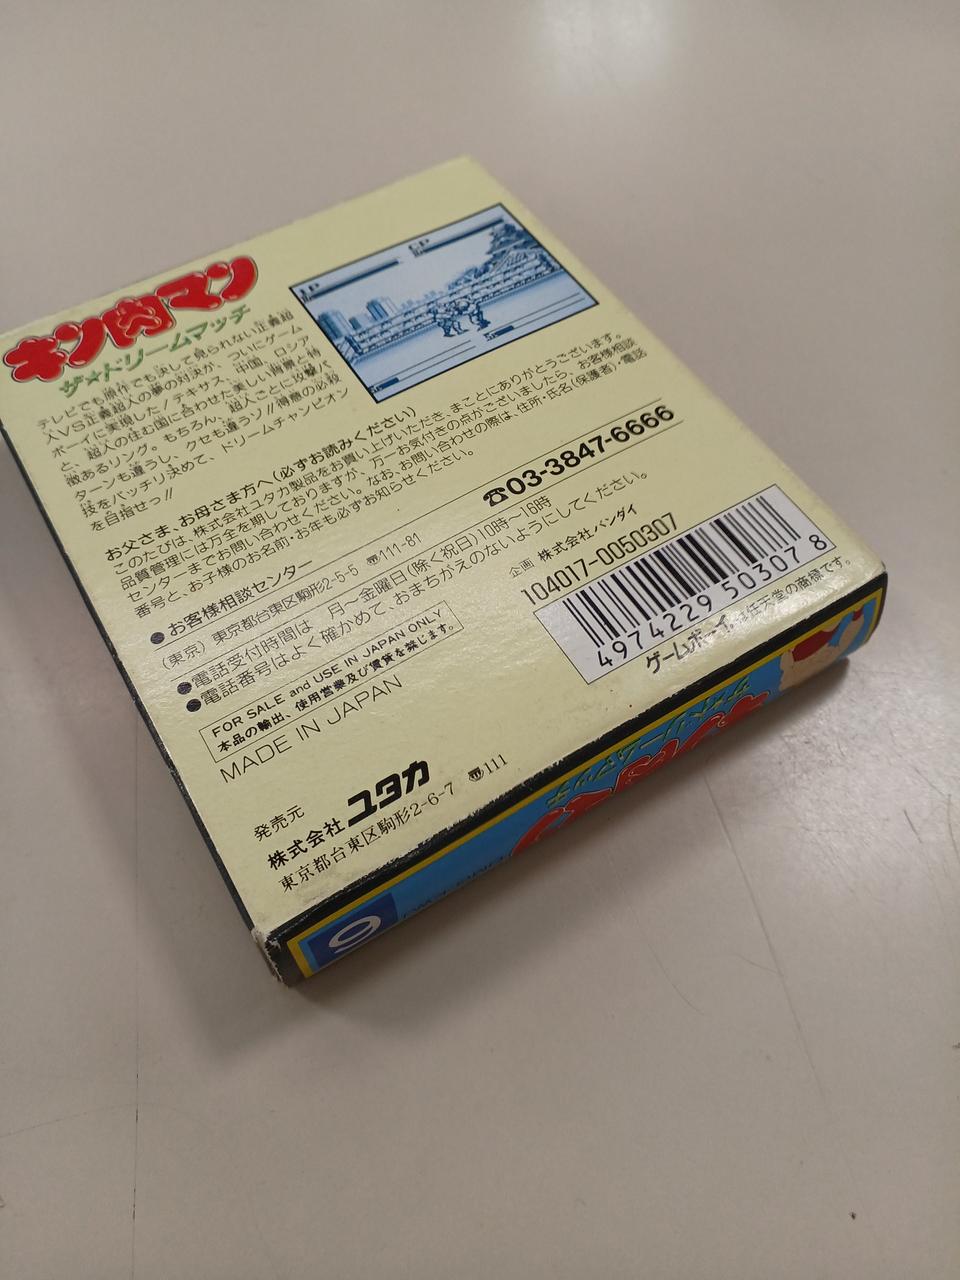 キン肉マン
ザ★ドリームマッチ
テレビでも原作でも決して見られない正義超
人VS正義超人の夢の対決が、ついにゲーム
ボーイに実現した！テキサス、中国、ロシア
と、超人の住む国に合わせた美しい背景と特
徴あるリング。もちろん、超人ごとに攻撃パ
ターンも違うし、クセも違うゾ!!得意の必殺
技をバッチリ決めて、ドリームチャンピオン
を目指せっ!!
1P
CP
お父さま、お母さま方へ(必ずお読みください)
このたびは、株式会社ユタカ製品をお買い上げいただき、まことにありがとうございます。
品質管理には万全を期しておりますが、万一お気付きの点がございましたら、お客様相談
センターまでお問い合わせください。なお、お問い合わせの際は、住所・氏名(保護者)・電話
番号と、お子様のお名前・お年も必ずお知らせください。
●お客様相談センター
(東京) 東京都台東区駒形2-5-5 〒111-81 ☎03-3847-6666
●電話受付時間は 月～金曜日(除く祝日)10時～16時
●電話番号はよく確かめて、おまちがえのないようにしてください。
FOR SALE and USE IN JAPAN ONLY
本品の輸出、使用営業及び賃貸を禁じます。
MADE IN JAPAN
企画 株式会社バンダイ
104017-0050307
4974229503078
ゲームボーイは任天堂の商標です。
発売元
株式会社ユタカ
東京都台東区駒形2-6-7 〒111
ザ★ドリームマッチ
9